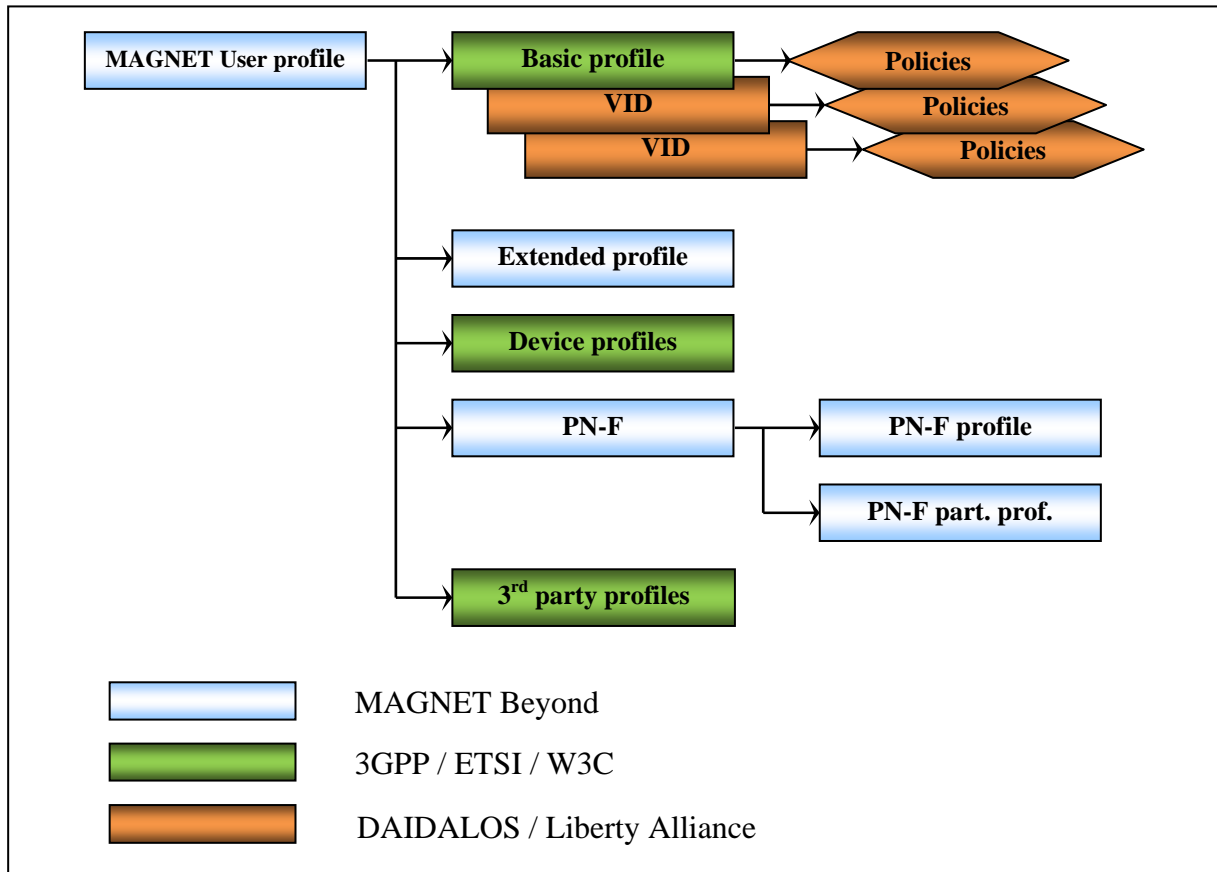 MAGNET User profile
Basic profile
Policies
VID
Policies
VID
Policies
Extended profile
Device profiles
PN-F
PN-F profile
PN-F part. prof.
3rd party profiles
MAGNET Beyond
3GPP / ETSI / W3C
DAIDALOS / Liberty Alliance